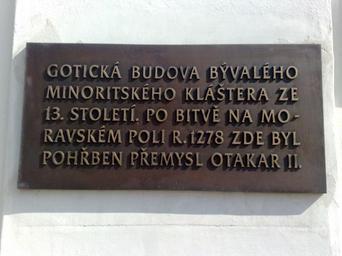 GOTICKÁ BUDOVA BÝVALÉHO
MINORITSKÉHO KLÁŠTERA ZE
13. STOLETÍ. PO BITVĚ NA MO-
RAVSKÉM POLI R. 1278 ZDE BYL
POHŘBEN PŘEMYSL OTAKAR II.